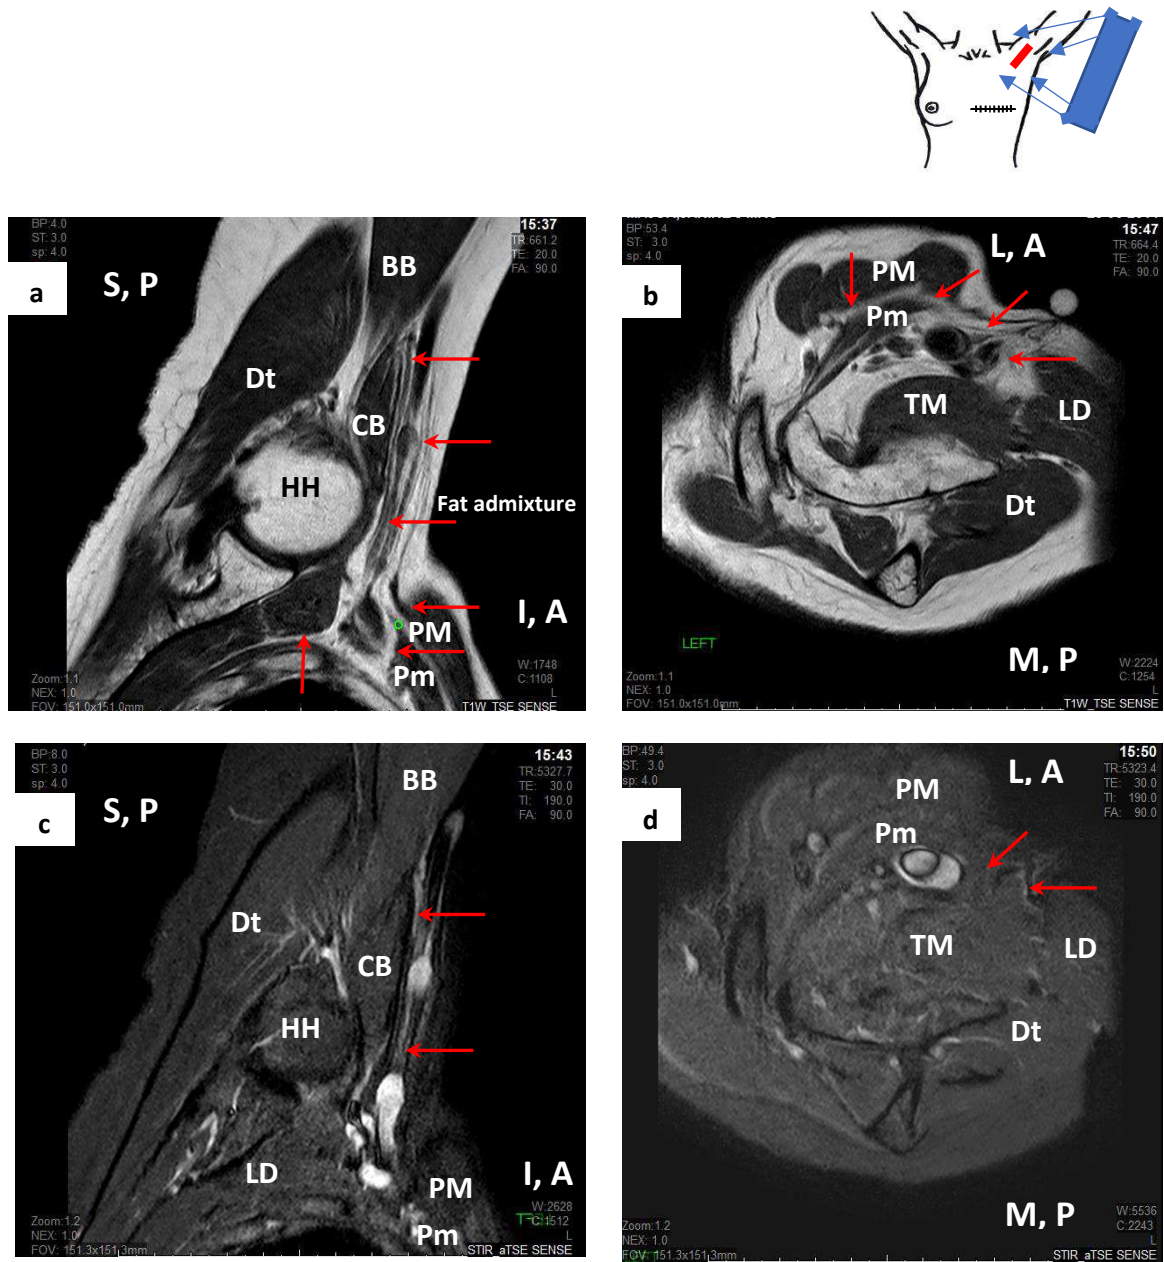 BP:4.0
ST: 3.0
sp: 4.0
15:37
TR:661.2
TE: 20.0
FA: 90.0
a
S, P
BB
Dt
CB
HH
Fat admixture
I, A
PM
Pm
Zoom:1.1
NEX: 1.0
FOV: 151.0x151.0mm
W:1748
C:1108
L
T1W_TSE SENSE
BP:53.4
ST: 3.0
sp: 4.0
15:47
TR:664.4
TE: 20.0
FA: 90.0
b
L, A
PM
Pm
TM
LD
Dt
LEFT
M, P
Zoom:1.1
NEX: 1.0
FOV: 151.0x151.0mm
W:2224
C:1254
L
T1W_TSE SENSE
BP:8.0
ST: 3.0
sp: 4.0
15:43
TR:5327.7
TE: 30.0
TI: 190.0
FA: 90.0
c
S, P
BB
Dt
CB
HH
LD
I, A
PM
Pm
Zoom:1.2
NEX: 1.0
FOV: 151.3x151.3mm
W:2628
C:1512
L
STIR_aTSE SENSE
BP:49.4
ST: 3.0
sp: 4.0
15:50
TR:5323.4
TE: 30.0
TI: 190.0
FA: 90.0
d
L, A
PM
Pm
TM
LD
Dt
M, P
Zoom:1.2
NEX: 1.0
FOV: 151.3x151.3mm
W:5536
C:2243
L
STIR_aTSE SENSE